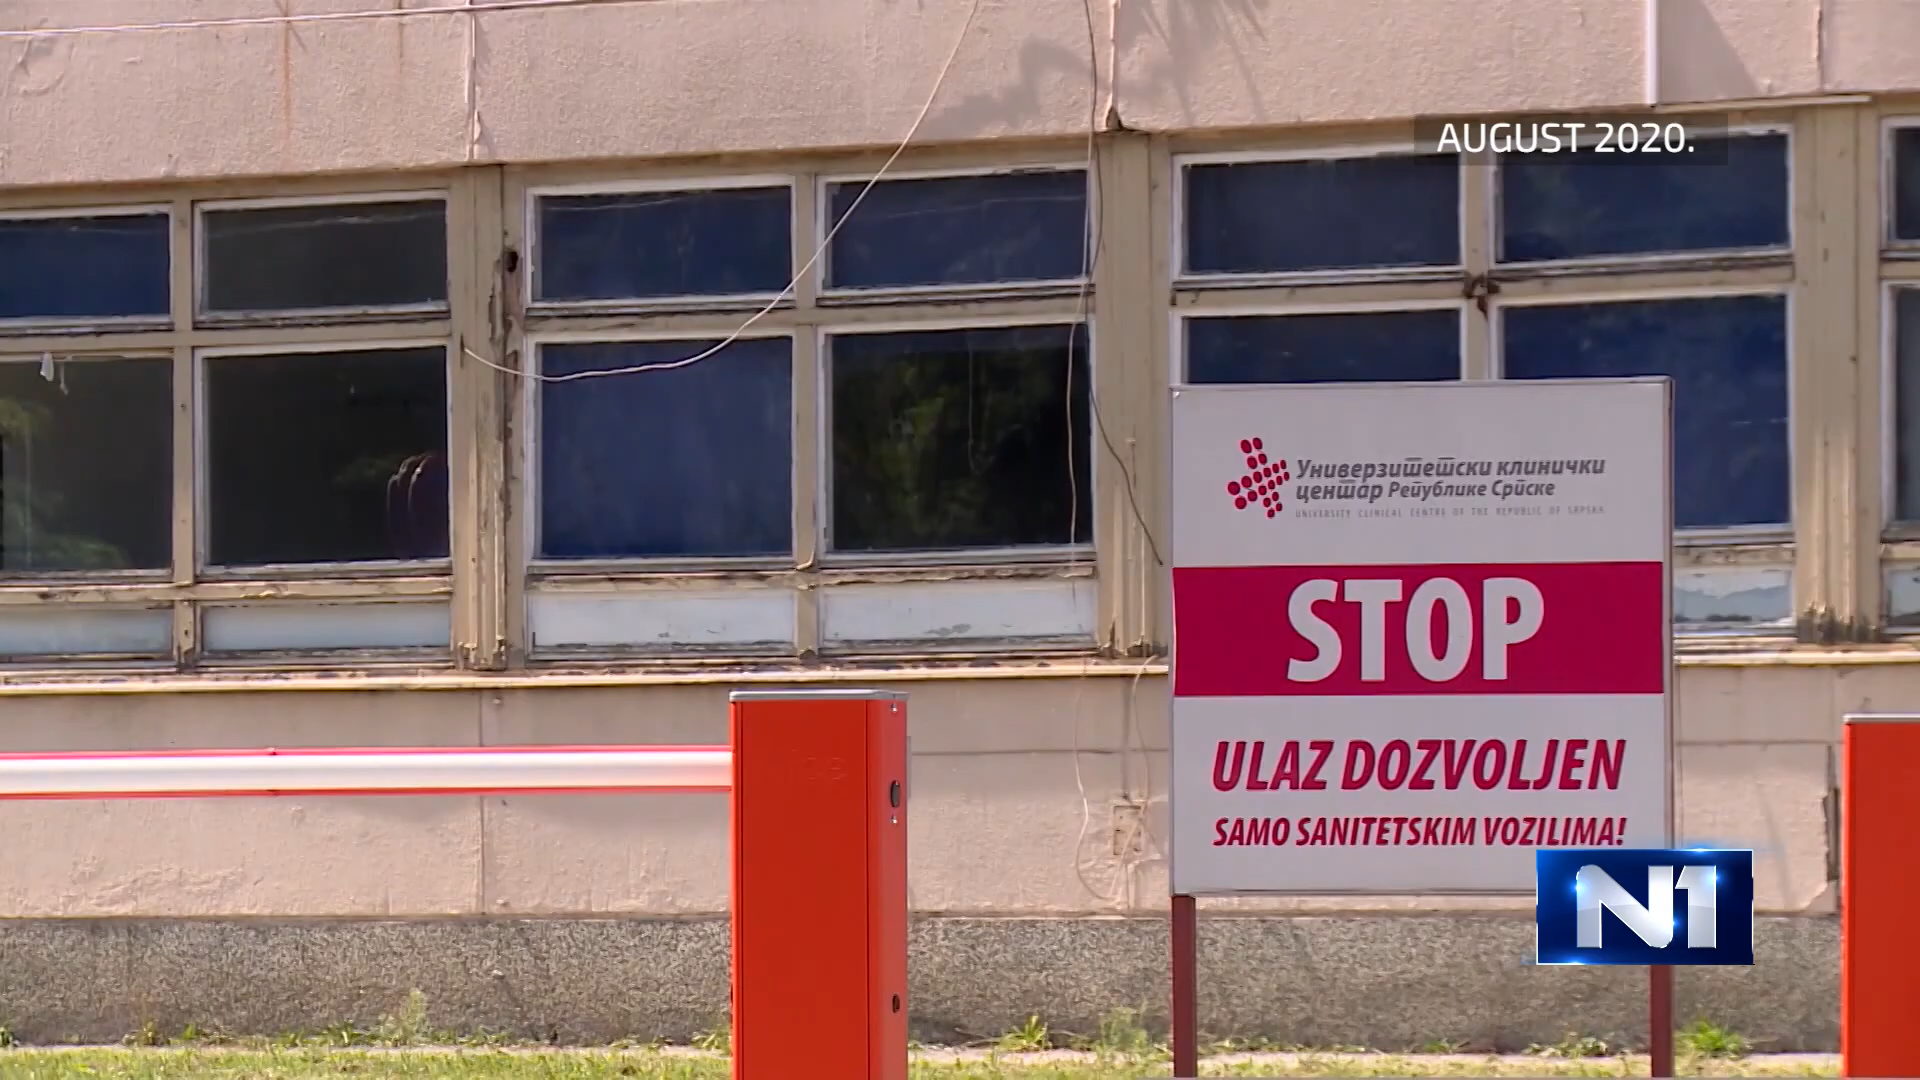 AUGUST 2020.
Универзитетски клинички
центар Републике Српске
UNIVERSITY CLINICAL CENTRE OF THE REPUBLIC OF SRPSKA
STOP
ULAZ DOZVOLJEN
SAMO SANITETSKIM VOZILIMA!
N1